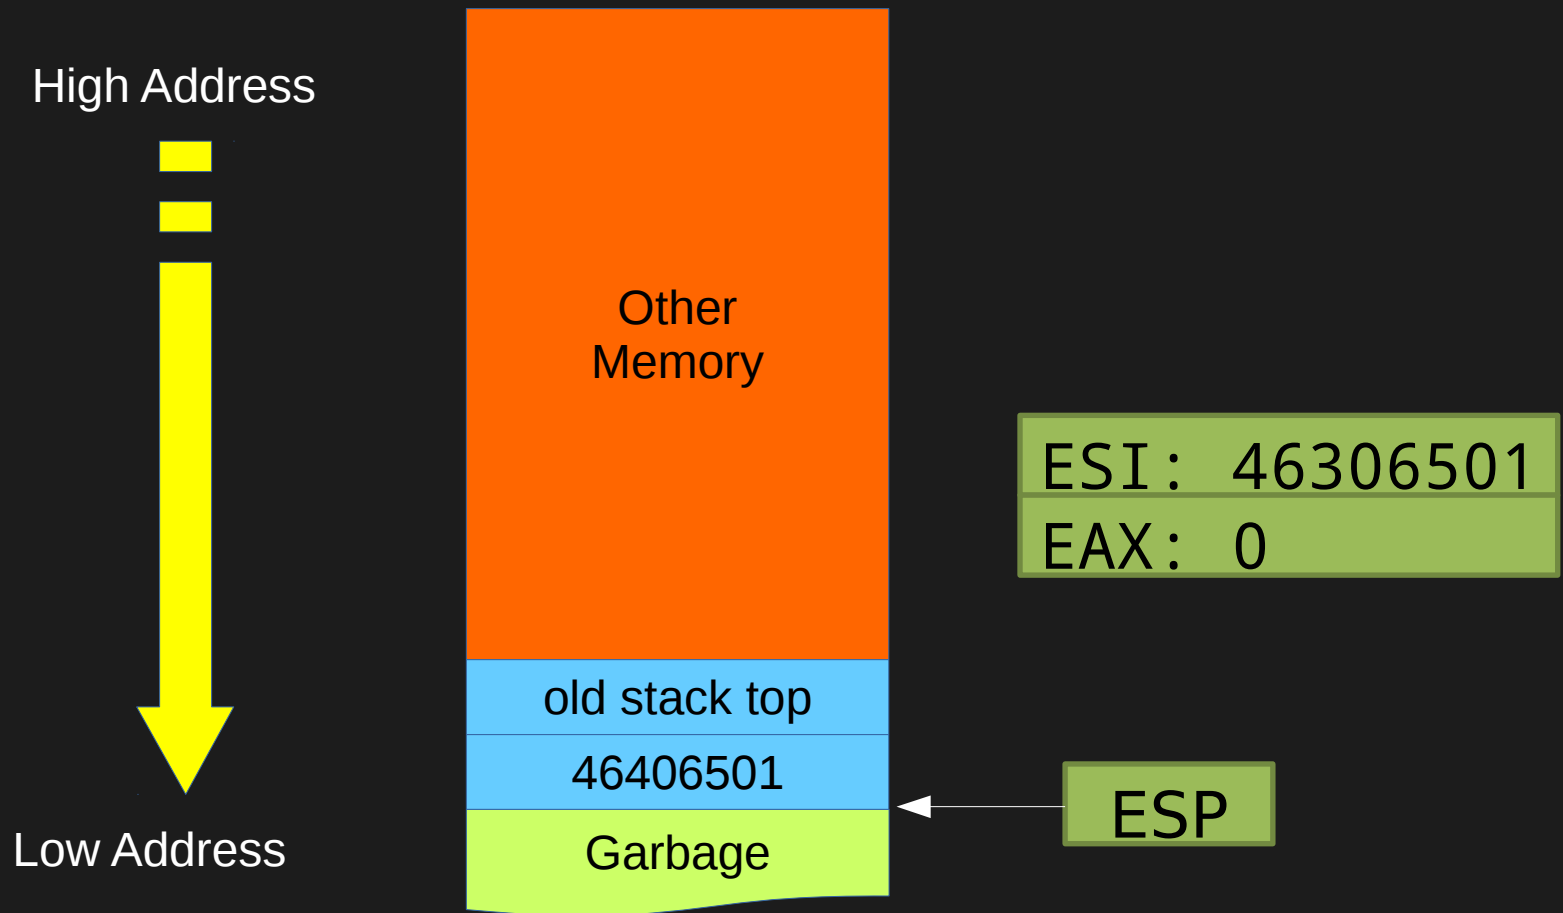 High Address
Other
Memory
ESI: 46306501
EAX: 0
old stack top
46406501
ESP
Low Address
Garbage